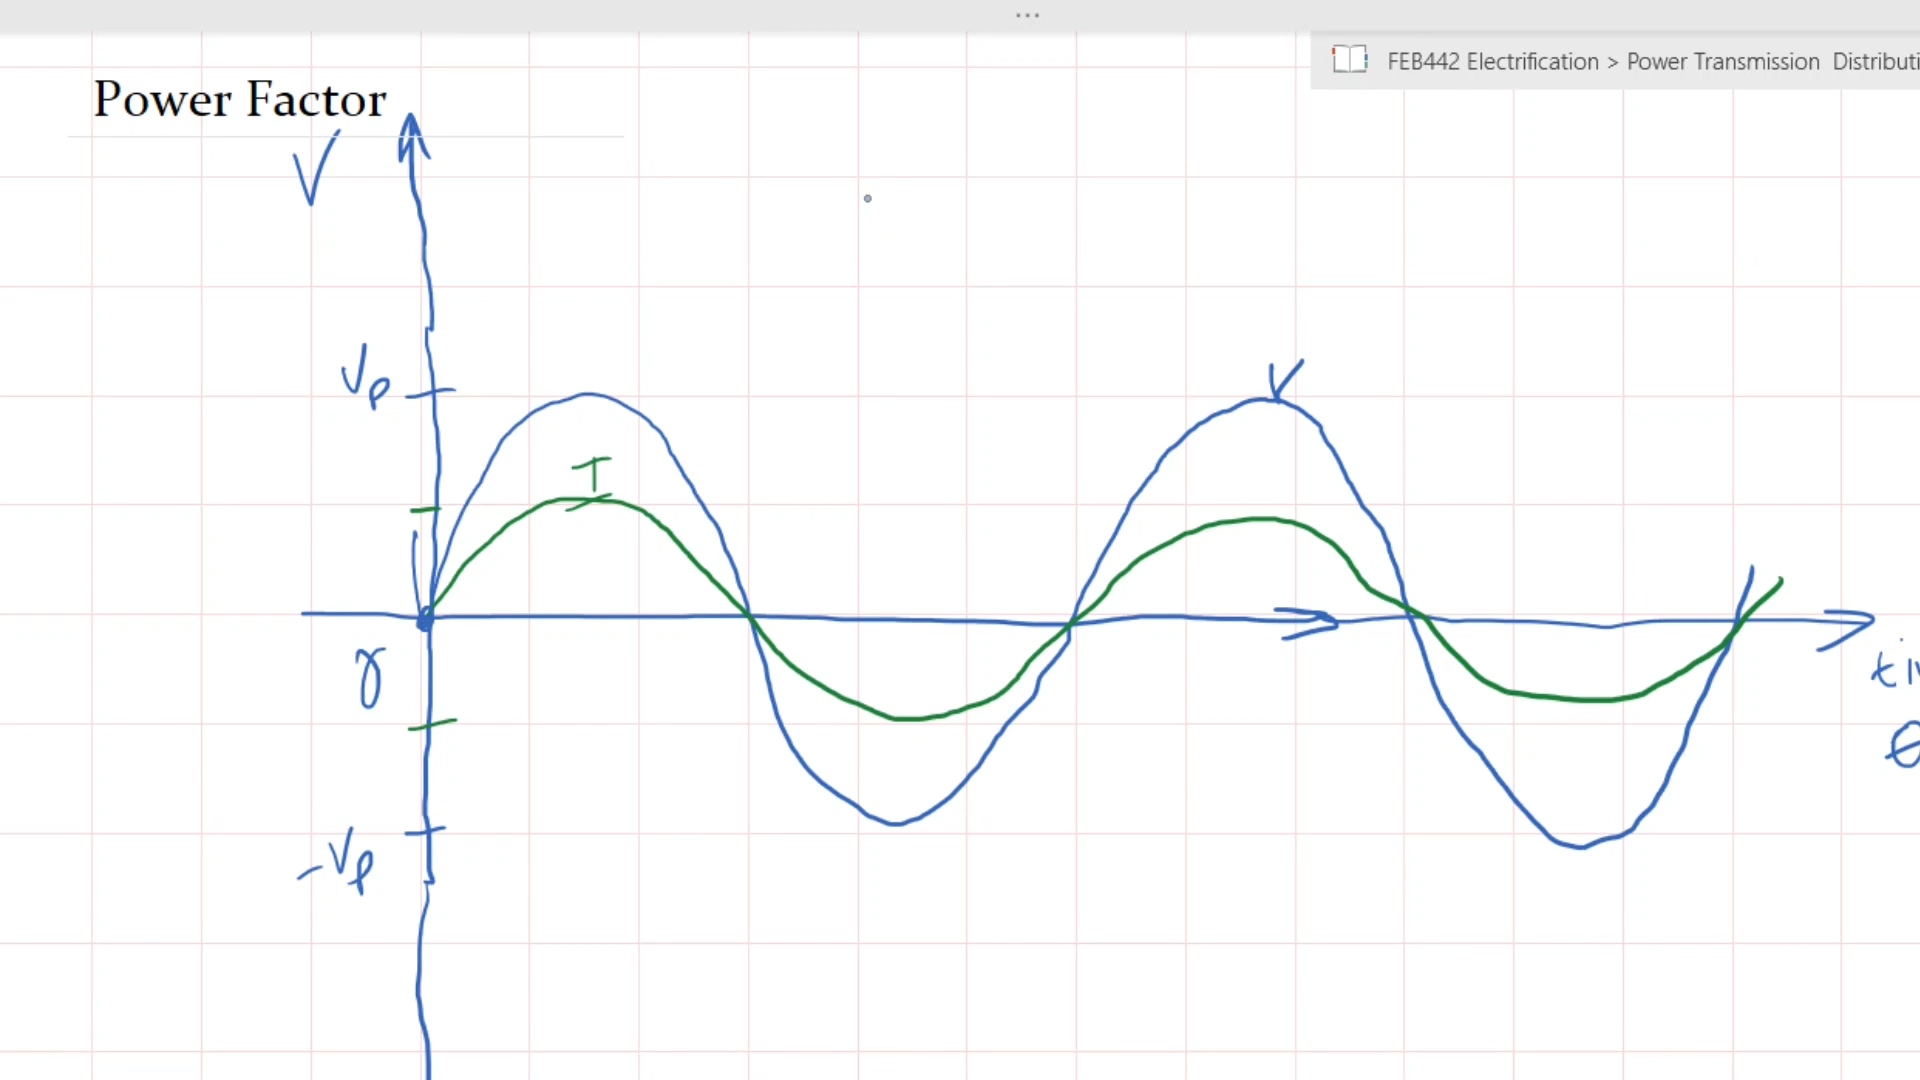 ...
FEB442 Electrification > Power Transmission Distributi
Power Factor
V
Vp
V
I
-Vp